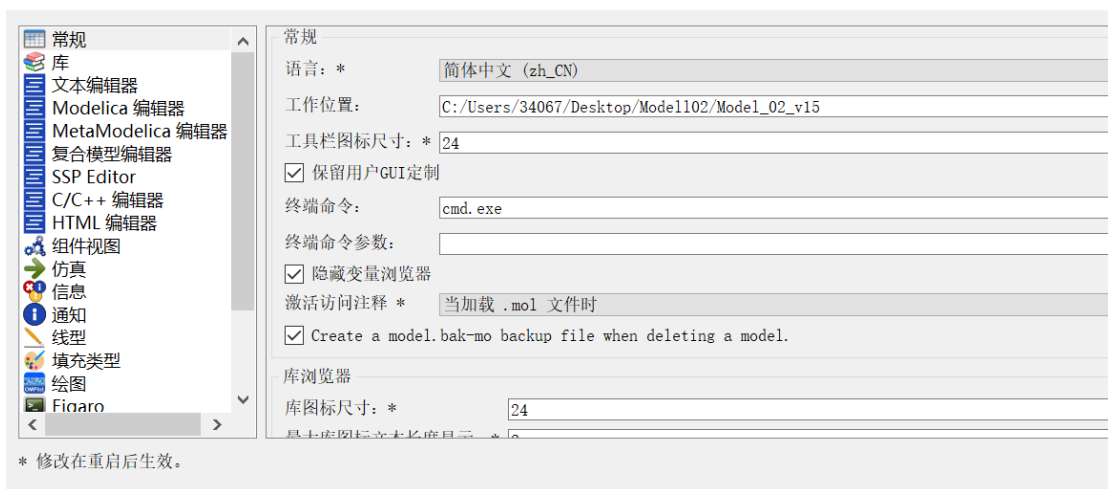 常规
库
文本编辑器
Modelica 编辑器
MetaModelica 编辑器
复合模型编辑器
SSP Editor
C/C++ 编辑器
HTML 编辑器
组件视图
仿真
信息
通知
线型
填充类型
绘图
Figaro
常规
语言: * 简体中文 (zh_CN)
工作位置: C:/Users/34067/Desktop/Modell02/Model_02_v15
工具栏图标尺寸: * 24
保留用户GUI定制
终端命令: cmd.exe
终端命令参数:
隐藏变量浏览器
激活访问注释 * 当加载 .mol 文件时
Create a model.bak-mo backup file when deleting a model.
库浏览器
库图标尺寸: * 24
* 修改在重启后生效。